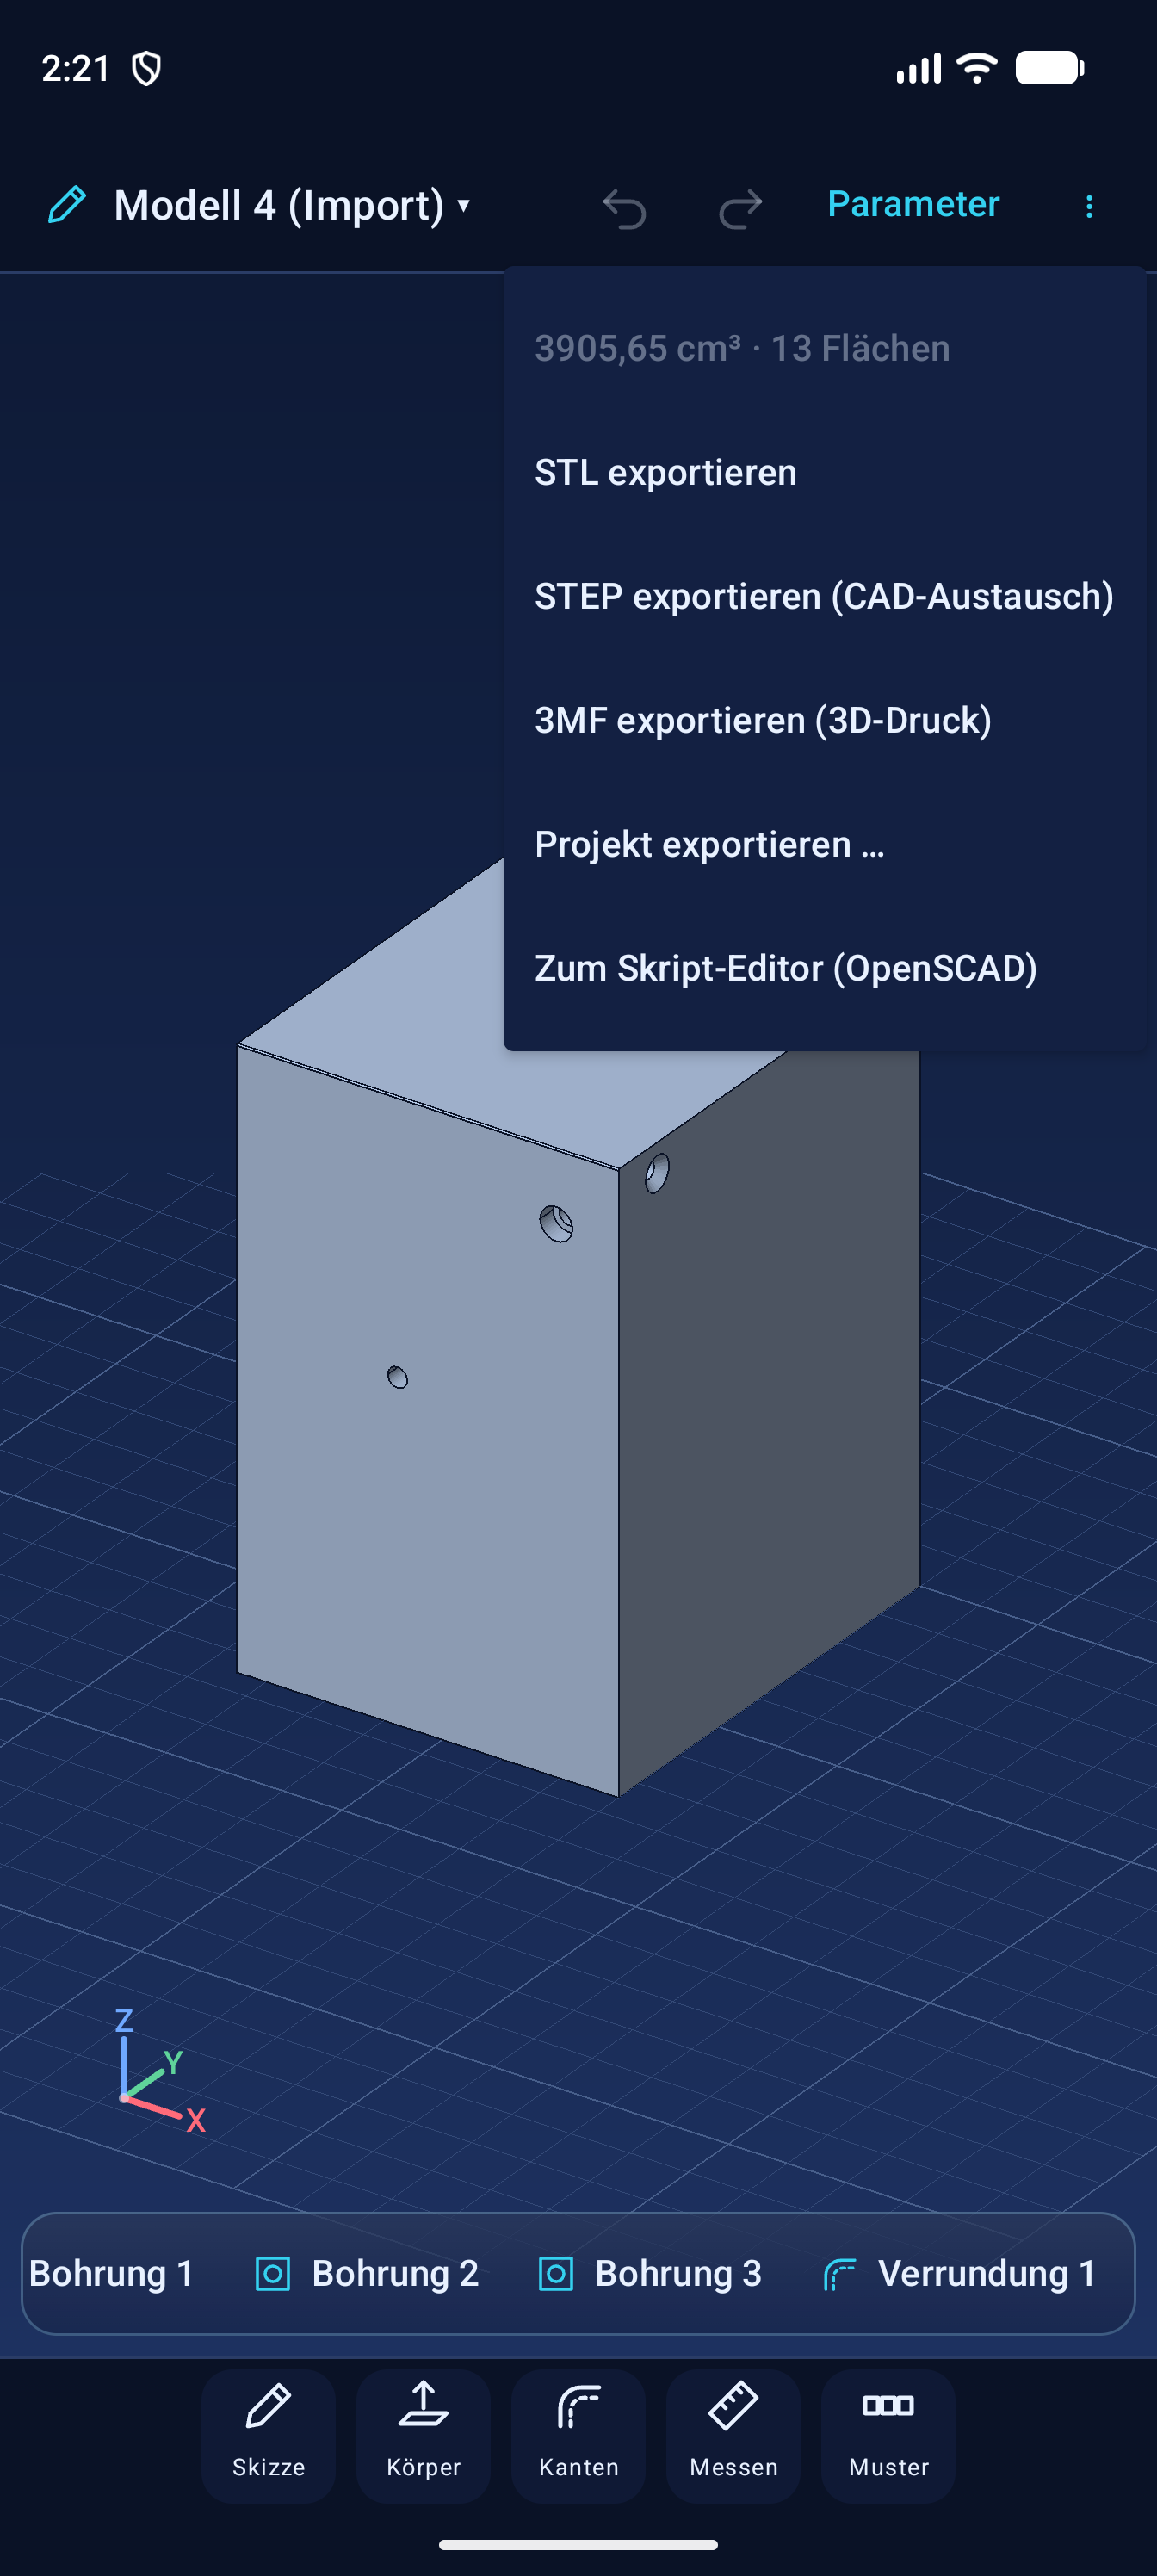 2:21
Modell 4 (Import) ▾
Parameter
3905,65 cm³ · 13 Flächen
STL exportieren
STEP exportieren (CAD-Austausch)
3MF exportieren (3D-Druck)
Projekt exportieren …
Zum Skript-Editor (OpenSCAD)
Z
Y
X
Bohrung 1
Bohrung 2
Bohrung 3
Verrundung 1
Skizze
Körper
Kanten
Messen
Muster